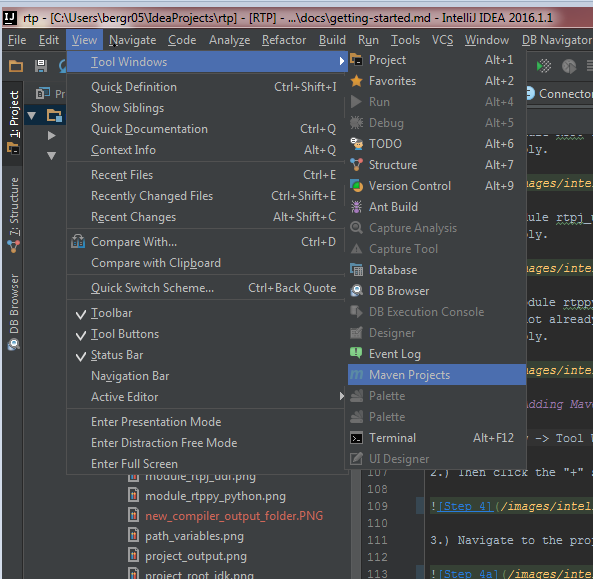 rtp - [C:\Users\bergr05\IdeaProjects\rtp] - [RTP] - ...\docs\getting-started.md - IntelliJ IDEA 2016.1.1
File Edit View Navigate Code Analyze Refactor Build Run Tools VCS Window DB Navigator
Tool Windows
Quick Definition Ctrl+Shift+I
Show Siblings
Quick Documentation Ctrl+Q
Context Info Alt+Q
Recent Files Ctrl+E
Recently Changed Files Ctrl+Shift+E
Recent Changes Alt+Shift+C
Compare With... Ctrl+D
Compare with Clipboard
Quick Switch Scheme... Ctrl+Back Quote
Toolbar
Tool Buttons
Status Bar
Navigation Bar
Active Editor
Enter Presentation Mode
Enter Distraction Free Mode
Enter Full Screen
Project Alt+1
Favorites Alt+2
Run Alt+4
Debug Alt+5
TODO Alt+6
Structure Alt+7
Version Control Alt+9
Ant Build
Capture Analysis
Capture Tool
Database
DB Browser
DB Execution Console
Designer
Event Log
Maven Projects
Palette
Palette
Terminal Alt+F12
UI Designer
1: Project
7: Structure
DB Browser
Pr
Connector
ly.
/images/inte
dule rtpj_
ly.
/images/inte
odule rtppy
not already
ly.
/images/inte
Adding Mave
-> Tool
module_rtpj_udf.png
module_rtppy_python.png
new_compiler_output_folder.PNG
path_variables.png
project_output.png
project_root_jdk.png
107 2.) Then click the "+" s
108
109 ![Step 4](/images/intel
110
111 3.) Navigate to the proj
112
113 ![Step 4a](/images/inte